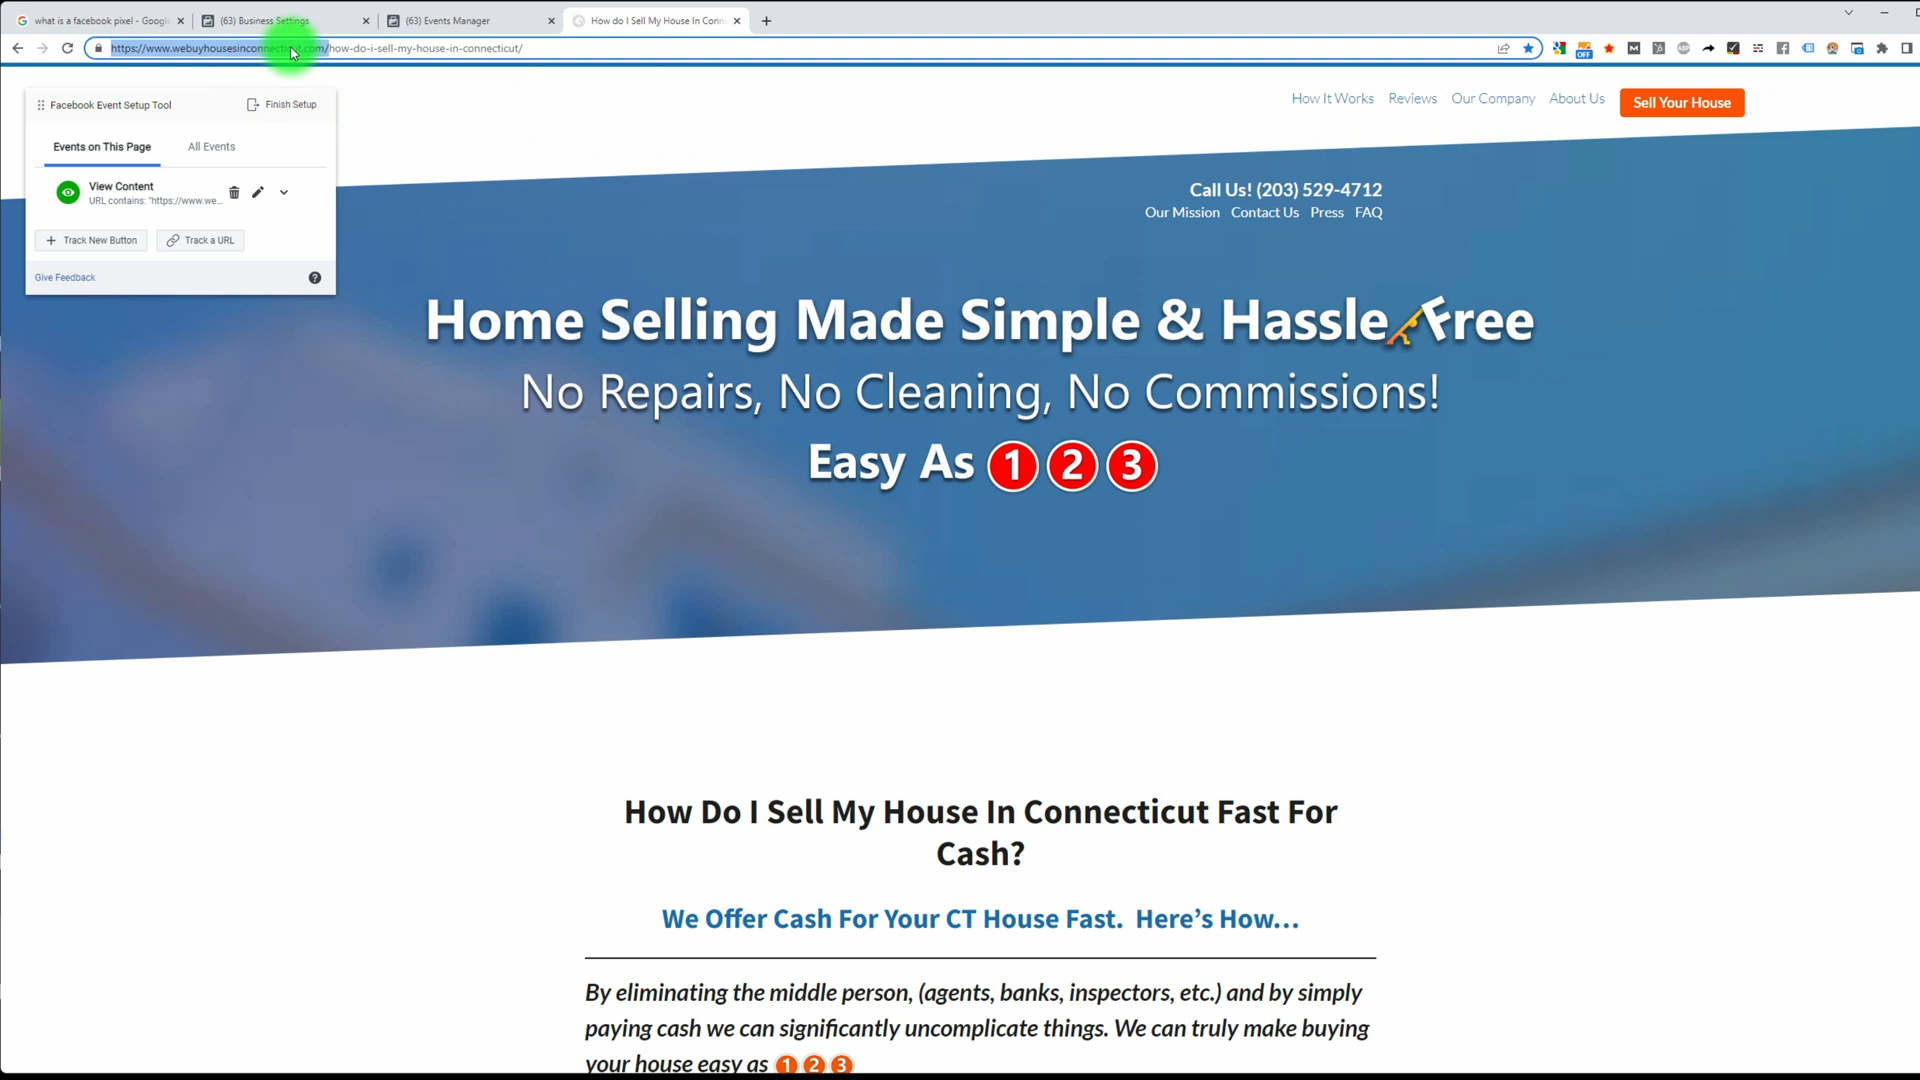 what is a facebook pixel - Google
(63) Business Settings
(63) Events Manager
How do I Sell My House In Conn
https://www.webuyhousesinconnecticut.com/how-do-i-sell-my-house-in-connecticut/
OFF
Facebook Event Setup Tool
Finish Setup
Events on This Page
All Events
View Content
URL contains: "https://www.we...
Track New Button
Track a URL
Give Feedback
How It Works
Reviews
Our Company
About Us
Sell Your House
Call Us! (203) 529-4712
Our Mission Contact Us Press FAQ
Home Selling Made Simple & Hassle Free
No Repairs, No Cleaning, No Commissions!
Easy As 1 2 3
How Do I Sell My House In Connecticut Fast For
Cash?
We Offer Cash For Your CT House Fast. Here's How...
By eliminating the middle person, (agents, banks, inspectors, etc.) and by simply
paying cash we can significantly uncomplicate things. We can truly make buying
your house easy as 1 2 3